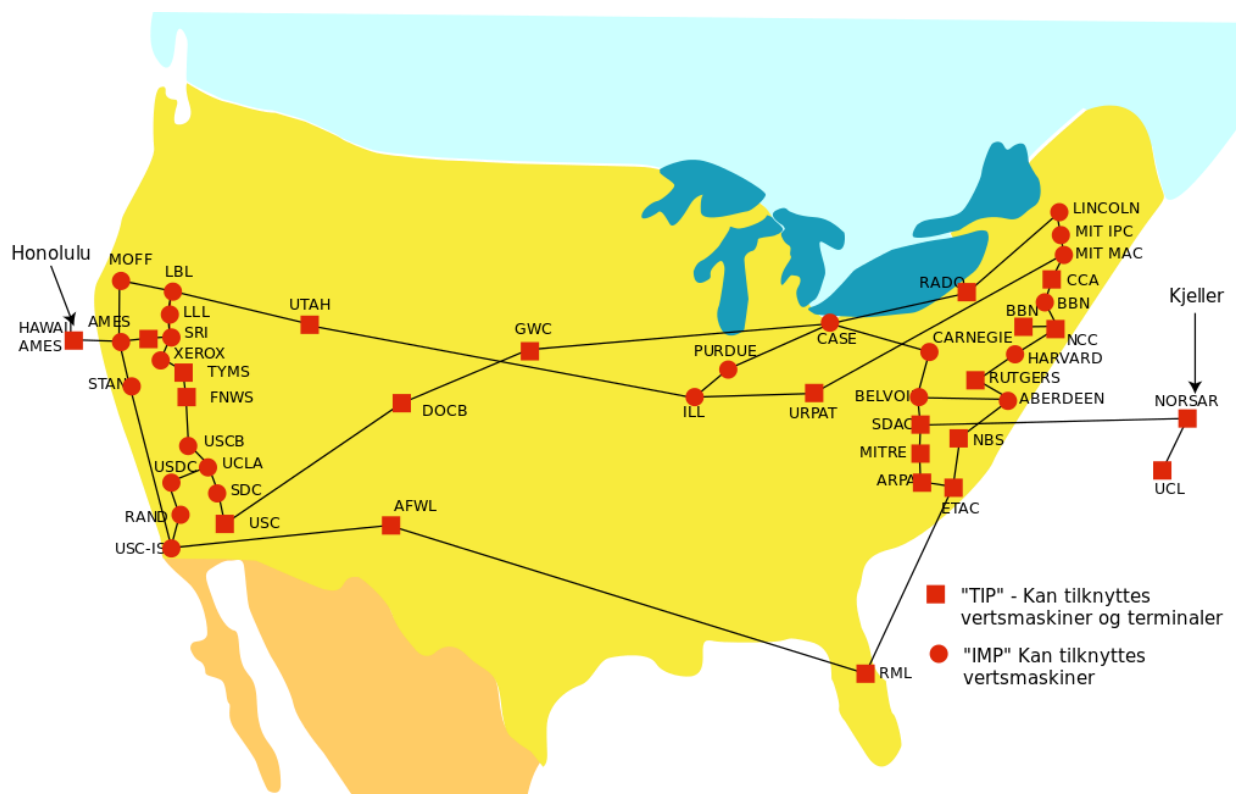 LINCOLN
MIT IPC
MIT MAC
Honolulu
MOFF
LBL
RADC
CCA
Kjeller
UTAH
BBN
BBN
LLL
HAWAII
AMES
AMES
SRI
GWC
CASE
CARNEGIE
NCC
XEROX
PURDUE
HARVARD
TYMS
STAN
RUTGERS
FNWS
DOCB
ILL
URPAT
BELVOI
ABERDEEN
NORSAR
SDAC
USCB
NBS
MITRE
USDC
UCLA
ARPA
UCL
SDC
ETAC
RAND
USC
AFWL
USC-IS
"TIP" - Kan tilknyttes
vertsmaskiner og terminaler
"IMP" Kan tilknyttes
vertsmaskiner
RML